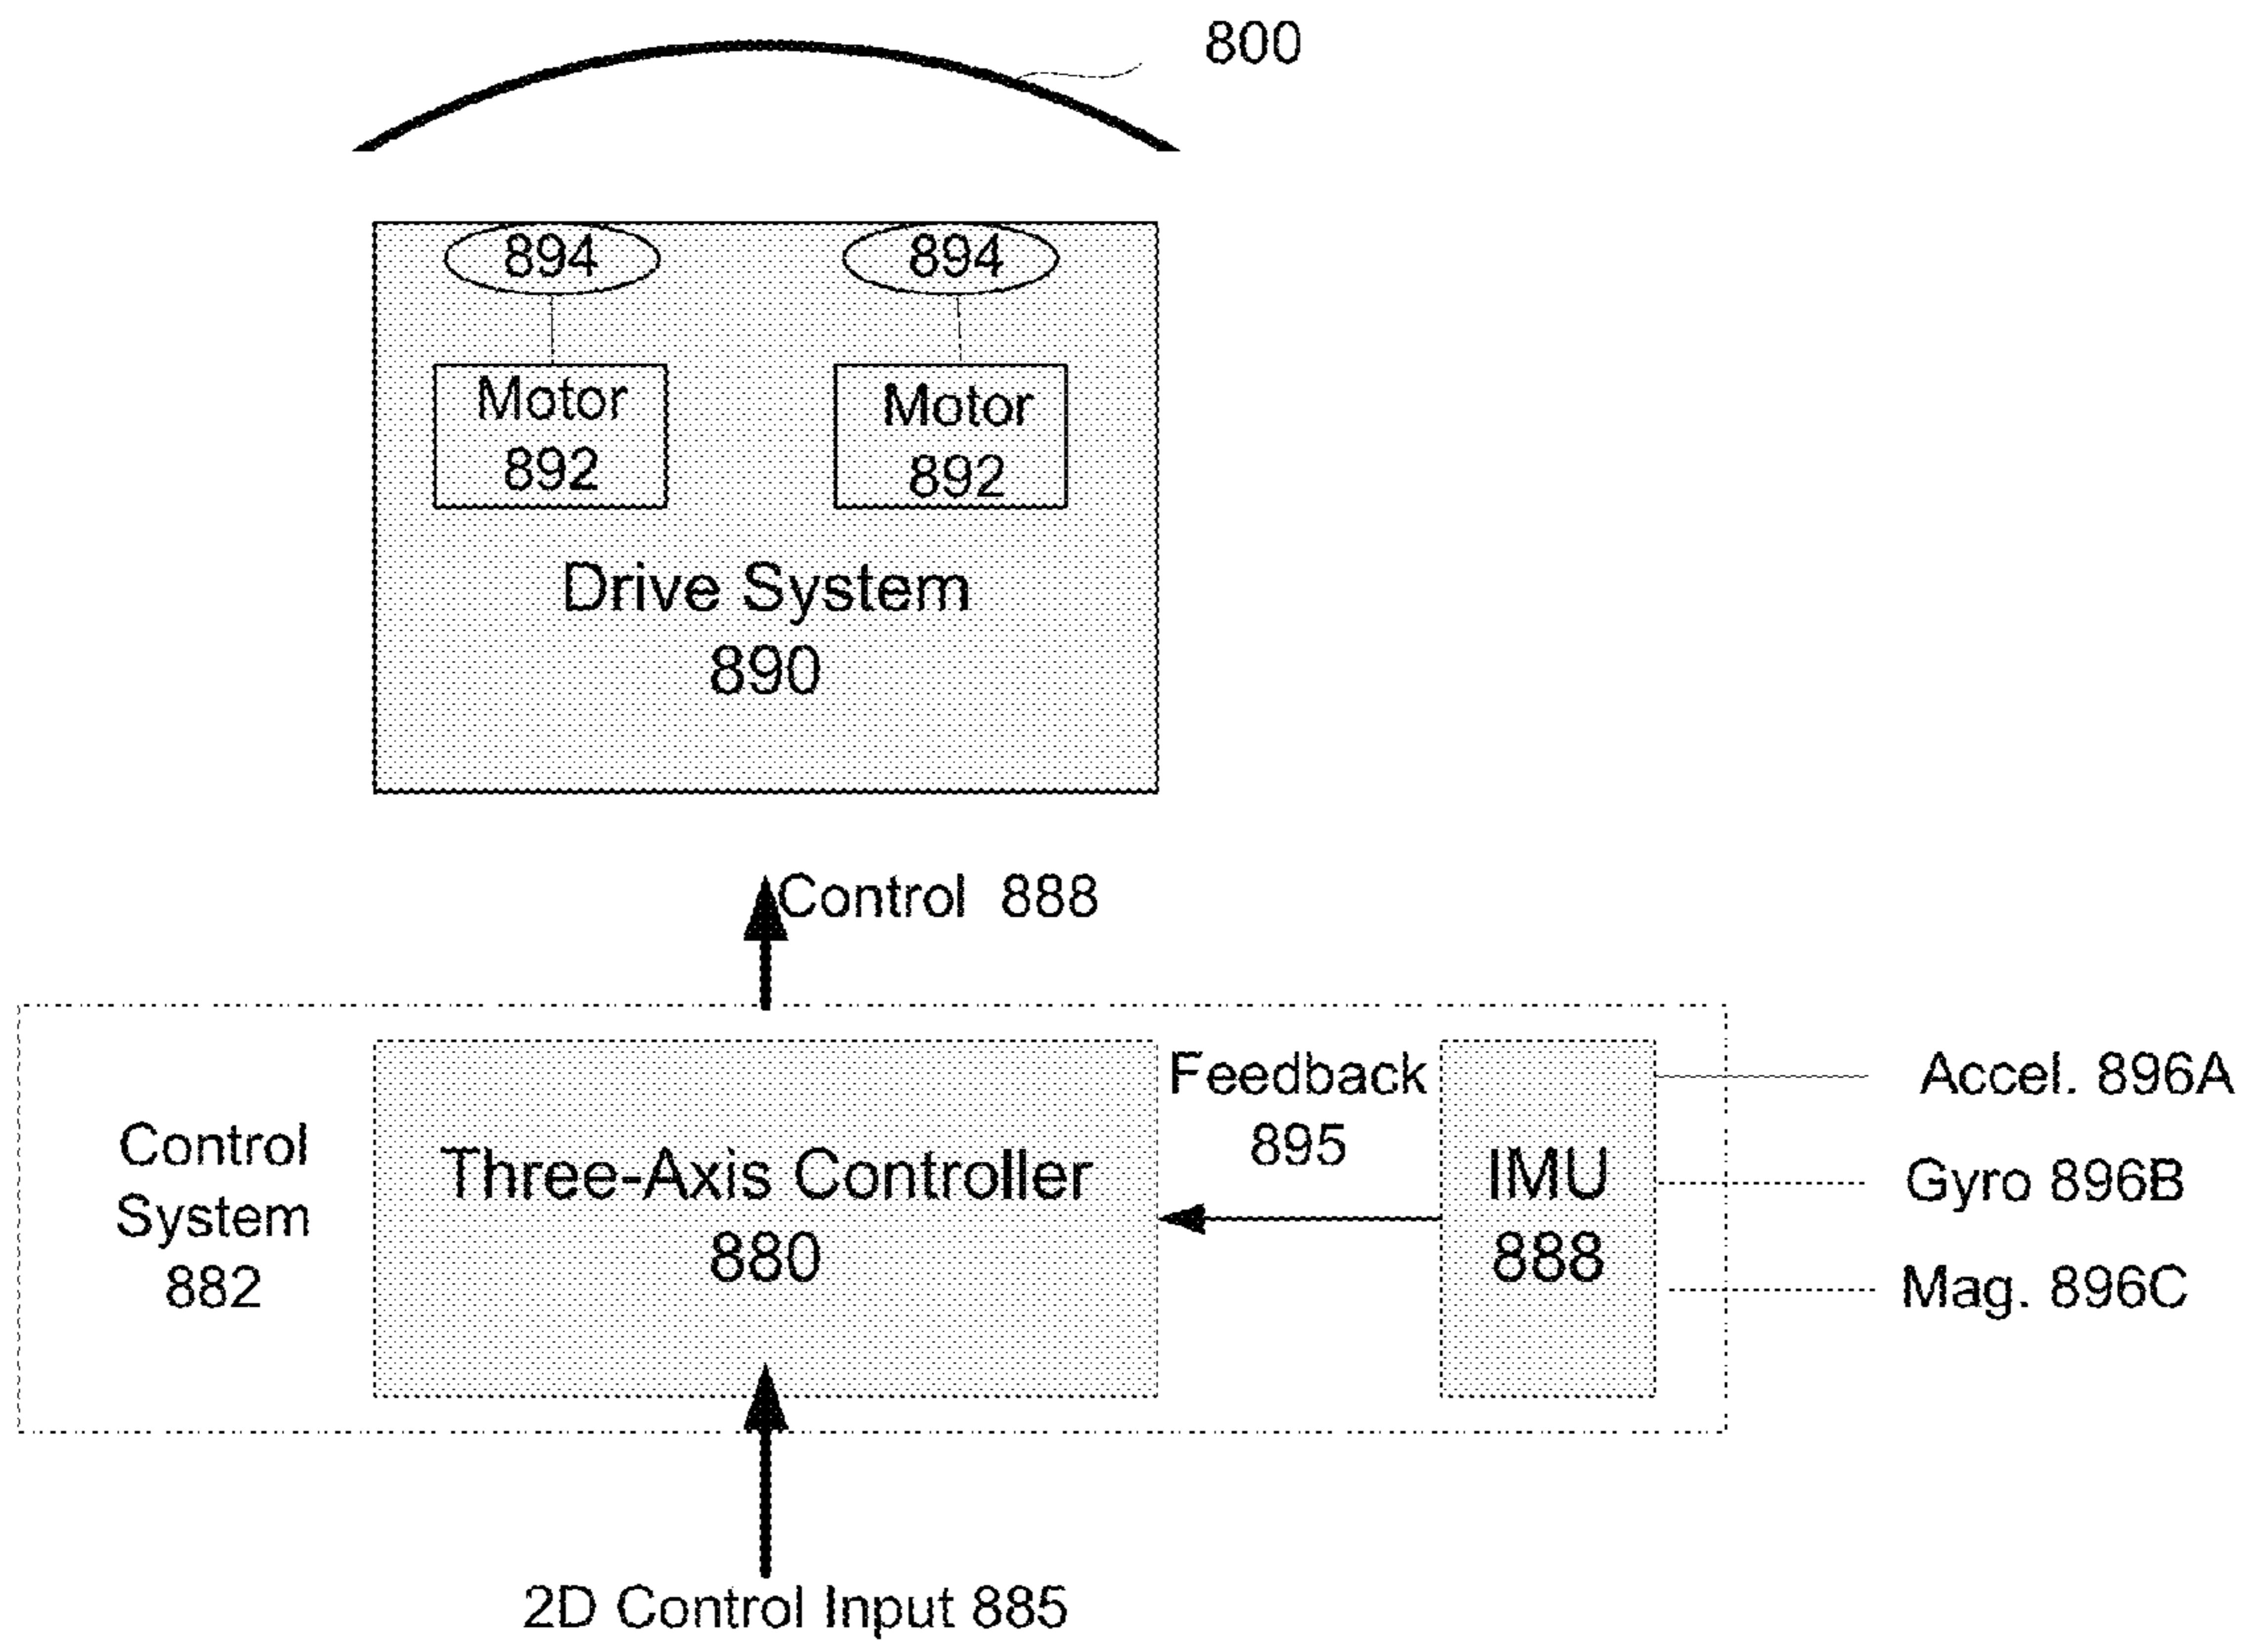 800
894
894
Motor
892
Motor
892
Drive System
890
Control 888
Control
System
882
Three-Axis Controller
880
Feedback
895
IMU
888
Accel. 896A
Gyro 896B
Mag. 896C
2D Control Input 885